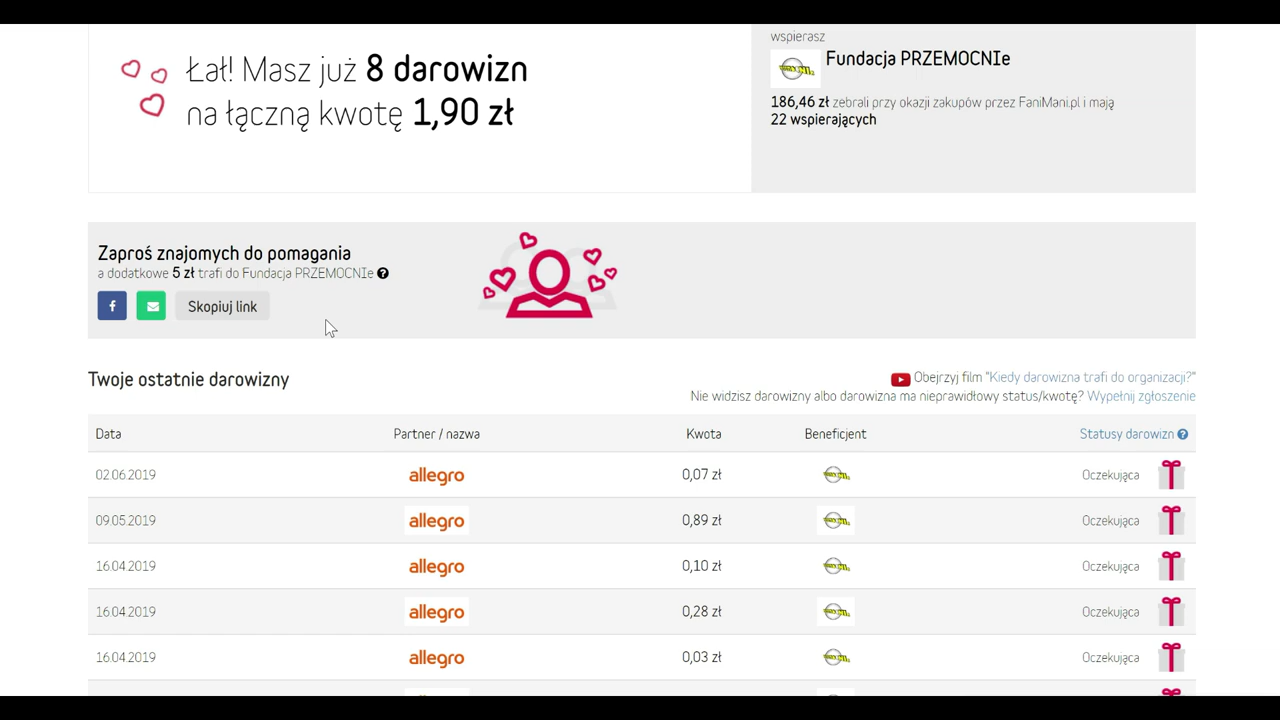 Łał! Masz już 8 darowizn
na łączną kwotę 1,90 zł
wspierasz
Fundacja PRZEMOCNIe
186,46 zł zebrali przy okazji zakupów przez FaniMani.pl i mają
22 wspierających
Zaproś znajomych do pomagania
a dodatkowe 5 zł trafi do Fundacja PRZEMOCNIe ?
f
Skopiuj link
Twoje ostatnie darowizny
Obejrzyj film "Kiedy darowizna trafi do organizacji?"
Nie widzisz darowizny albo darowizna ma nieprawidłowy status/kwotę? Wypełnij zgłoszenie
Data Partner / nazwa Kwota Beneficjent Statusy darowizn ?
02.06.2019 allegro 0,07 zł Oczekująca
09.05.2019 allegro 0,89 zł Oczekująca
16.04.2019 allegro 0,10 zł Oczekująca
16.04.2019 allegro 0,28 zł Oczekująca
16.04.2019 allegro 0,03 zł Oczekująca